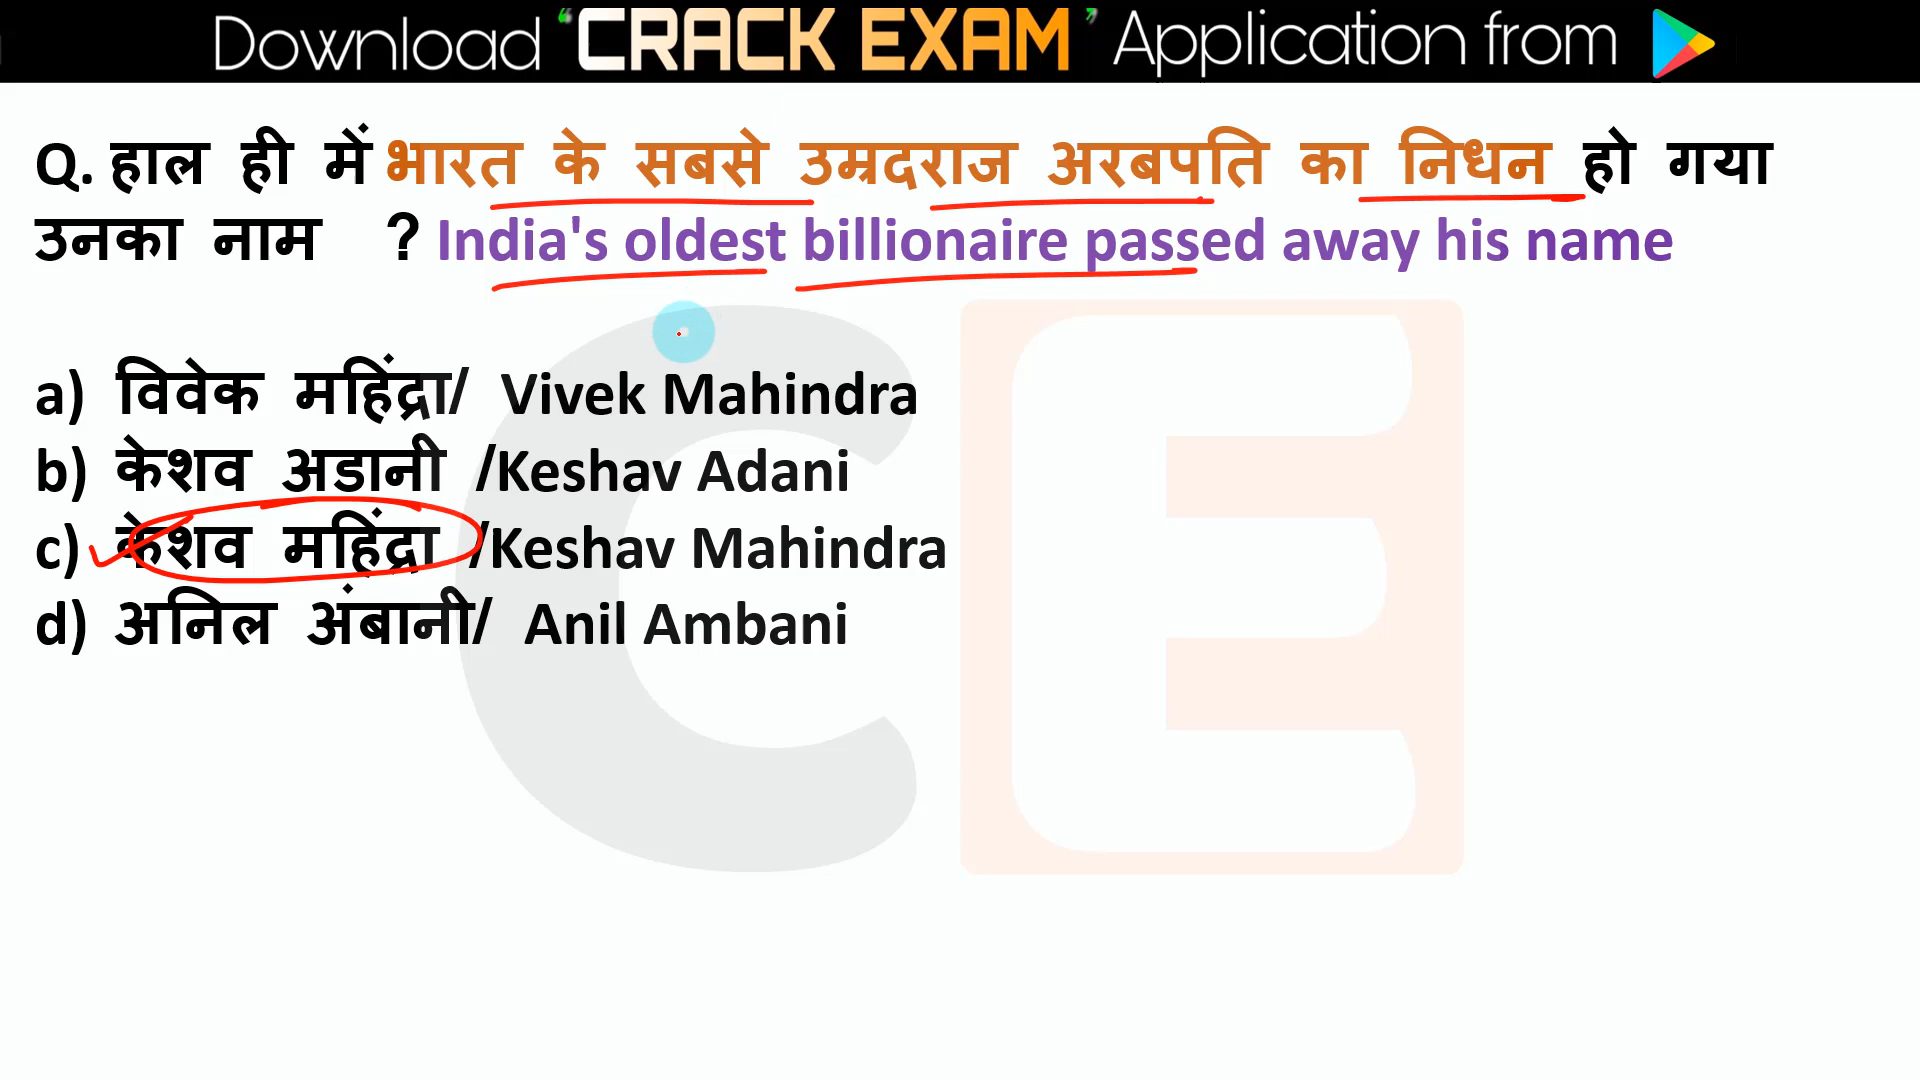 Download 'CRACK EXAM' Application from
Q. हाल ही में भारत के सबसे उम्रदराज अरबपति का निधन हो गया
उनका नाम ? India's oldest billionaire passed away his name
a) विवेक महिंद्रा/ Vivek Mahindra
b) केशव अडानी /Keshav Adani
c) केशव महिंद्रा /Keshav Mahindra
d) अनिल अंबानी/ Anil Ambani
CE